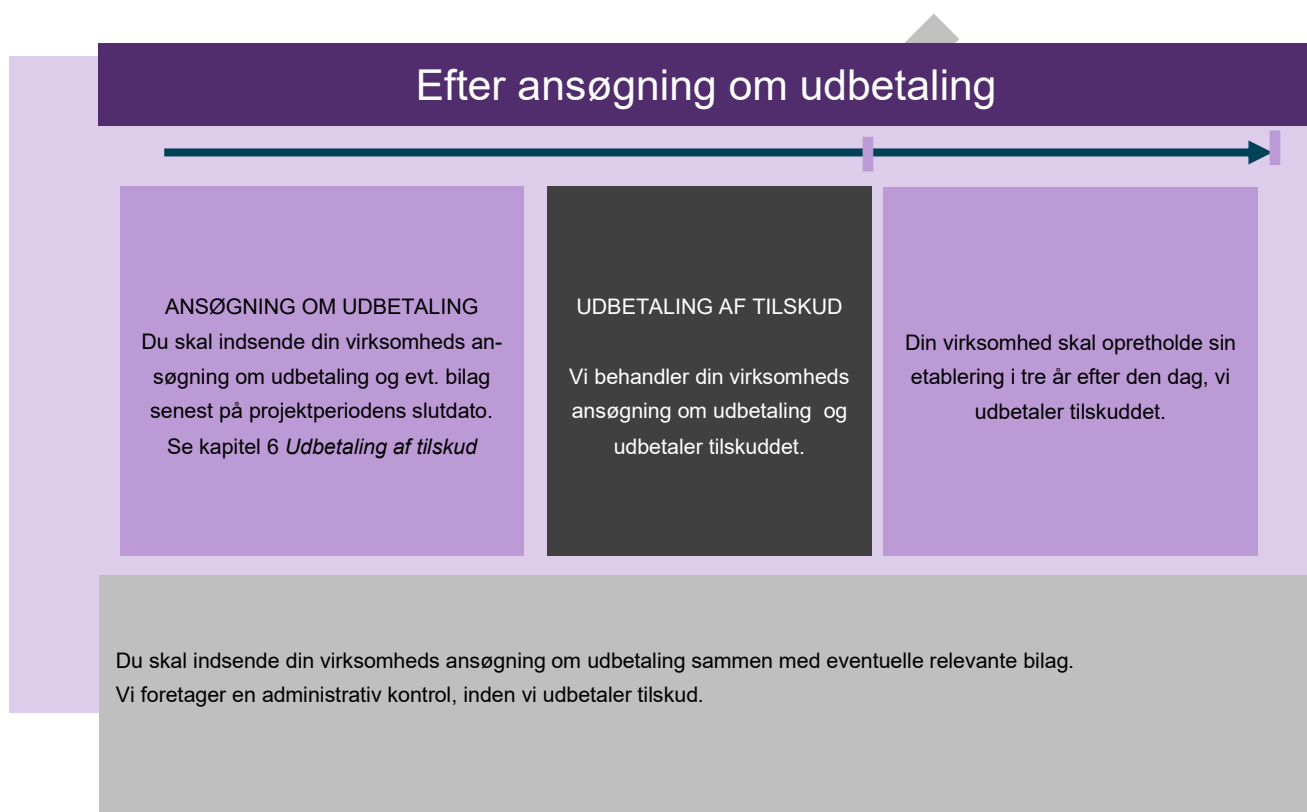 Efter ansøgning om udbetaling
ANSØGNING OM UDBETALING
Du skal indsende din virksomheds an-
søgning om udbetaling og evt. bilag
senest på projektperiodens slutdato.
Se kapitel 6 Udbetaling af tilskud
UDBETALING AF TILSKUD
Vi behandler din virksomheds
ansøgning om udbetaling og
udbetaler tilskuddet.
Din virksomhed skal opretholde sin
etablering i tre år efter den dag, vi
udbetaler tilskuddet.
Du skal indsende din virksomheds ansøgning om udbetaling sammen med eventuelle relevante bilag.
Vi foretager en administrativ kontrol, inden vi udbetaler tilskud.